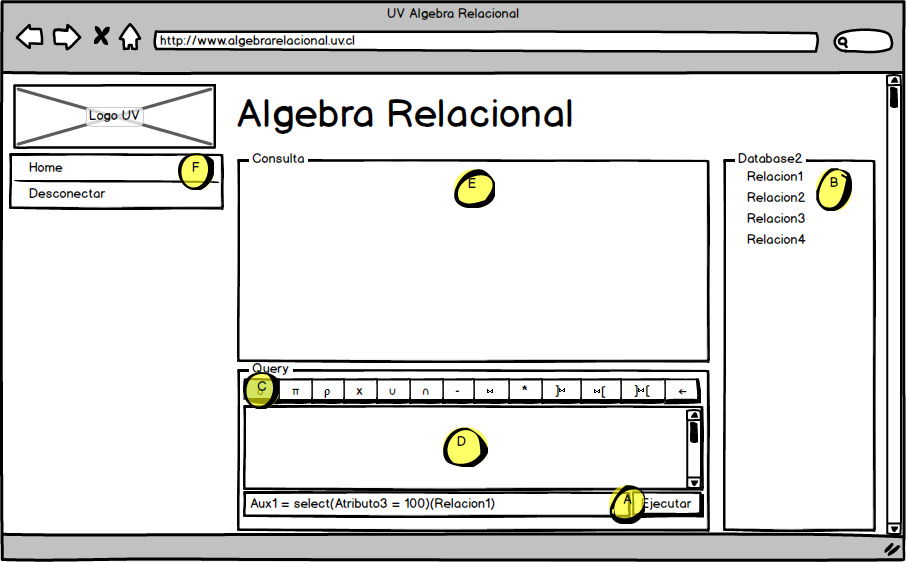 UV Algebra Relacional
http://www.algebrarelacional.uv.cl
Logo UV
Algebra Relacional
Home
F
Desconectar
Consulta
E
Database2
Relacion1
B
Relacion2
Relacion3
Relacion4
Query
C π ρ x ∪ ∩ - ⋈ * ]⋈ ⋈[ ]⋈[ ←
D
Aux1 = select(Atributo3 = 100)(Relacion1)
A
Ejecutar